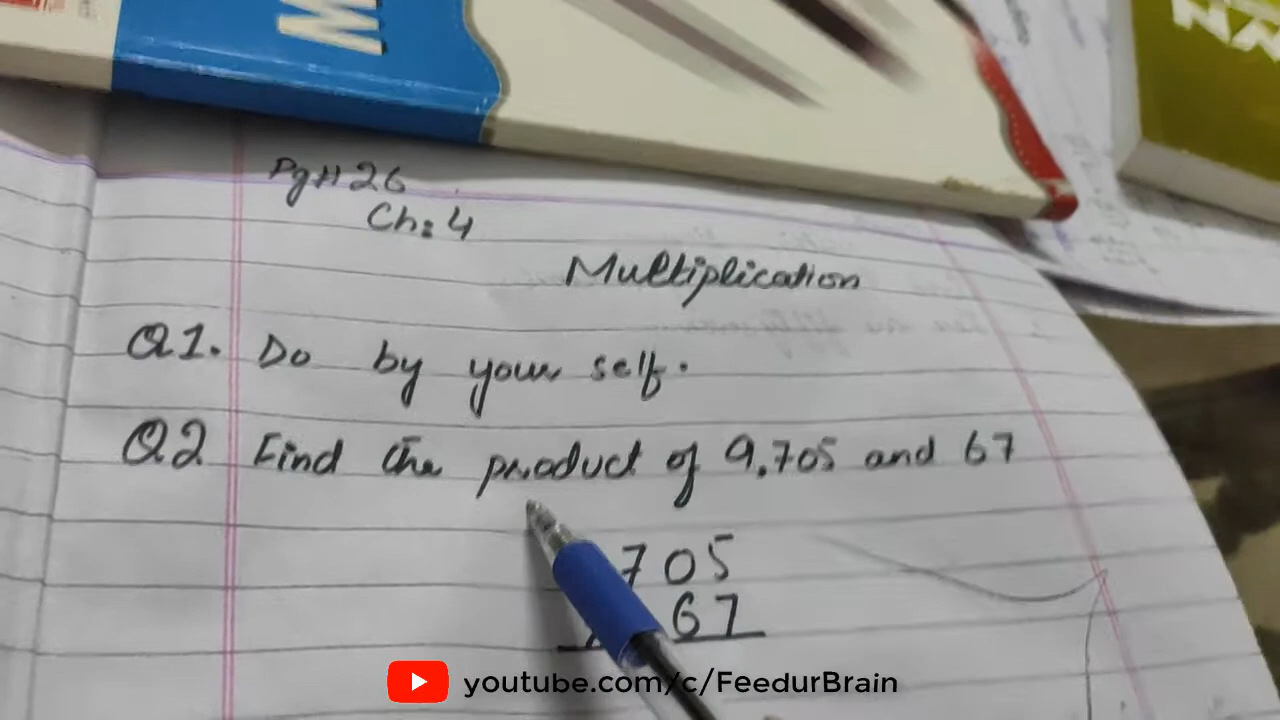 M
NA
Pg# 26
Ch: 4
Multiplication
Q1. Do by your self.
Q2 Find the product of 9,705 and 67
705
67
youtube.com/c/FeedurBrain